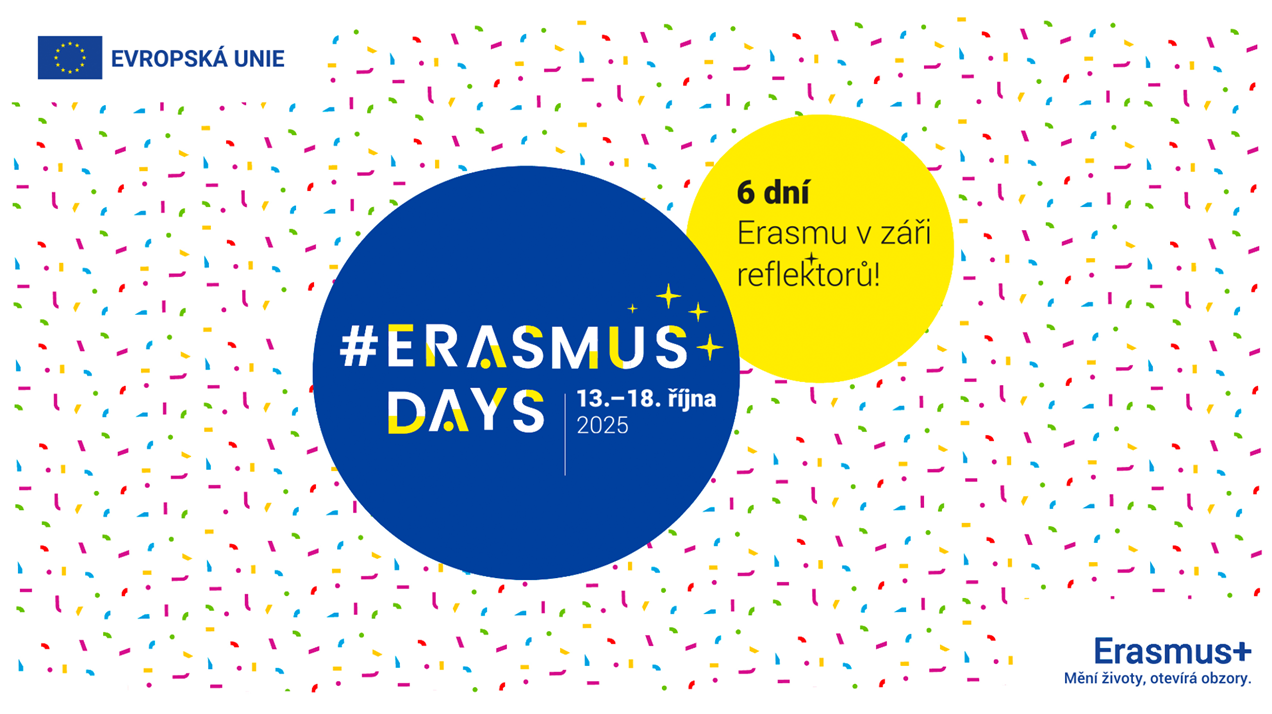 EVROPSKÁ UNIE
6 dní
Erasmu v záři
reflektorů!
#ERASMUS
DAYS
13.–18. října
2025
Erasmus+
Mění životy, otevírá obzory.